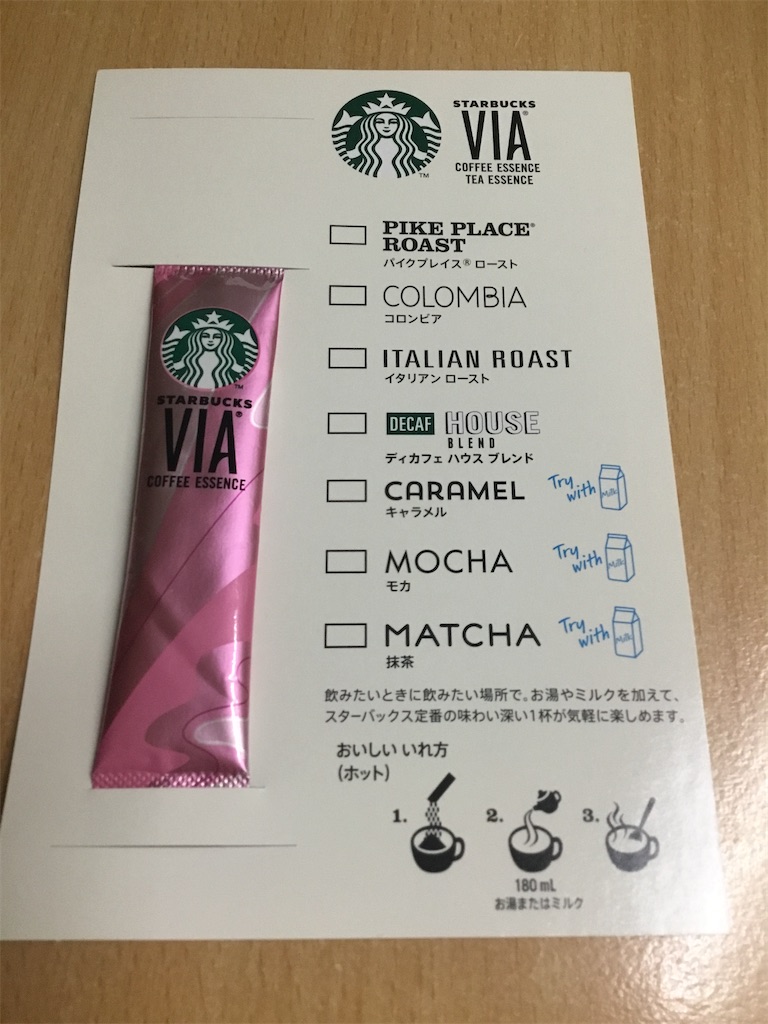 STARBUCKS
VIA®
COFFEE ESSENCE
TEA ESSENCE
PIKE PLACE®
ROAST
パイクプレイス® ロースト
COLOMBIA
コロンビア
ITALIAN ROAST
イタリアン ロースト
DECAF HOUSE
BLEND
ディカフェ ハウス ブレンド
CARAMEL
キャラメル
Try with Milk
MOCHA
モカ
Try with Milk
MATCHA
抹茶
Try with Milk
飲みたいときに飲みたい場所で。お湯やミルクを加えて、
スターバックス定番の味わい深い1杯が気軽に楽しめます。
おいしい いれ方
(ホット)
1. 2. 3.
180 mL
お湯またはミルク
TM
STARBUCKS
VIA®
COFFEE ESSENCE
TM